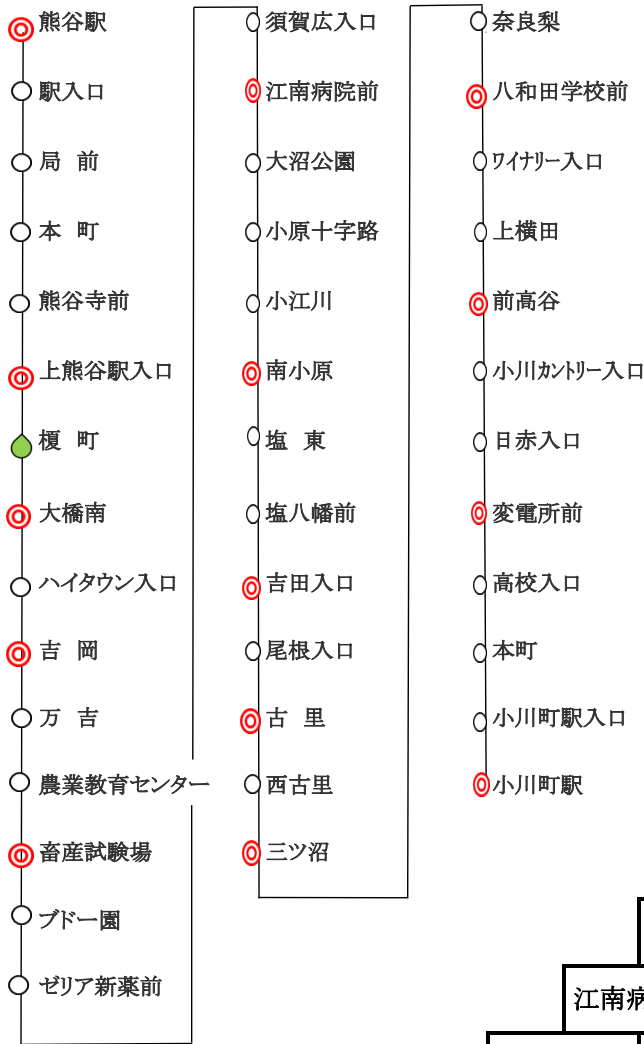 熊谷駅
駅入口
局 前
本 町
熊谷寺前
上熊谷駅入口
榎 町
大橋南
ハイタウン入口
吉 岡
万 吉
農業教育センター
畜産試験場
ブドー園
ゼリア新薬前
須賀広入口
江南病院前
大沼公園
小原十字路
小江川
南小原
塩 東
塩八幡前
吉田入口
尾根入口
古 里
西古里
三ツ沼
奈良梨
八和田学校前
ワイナリー入口
上横田
前高谷
小川カントリー入口
日赤入口
変電所前
高校入口
本町
小川町駅入口
小川町駅
江南病